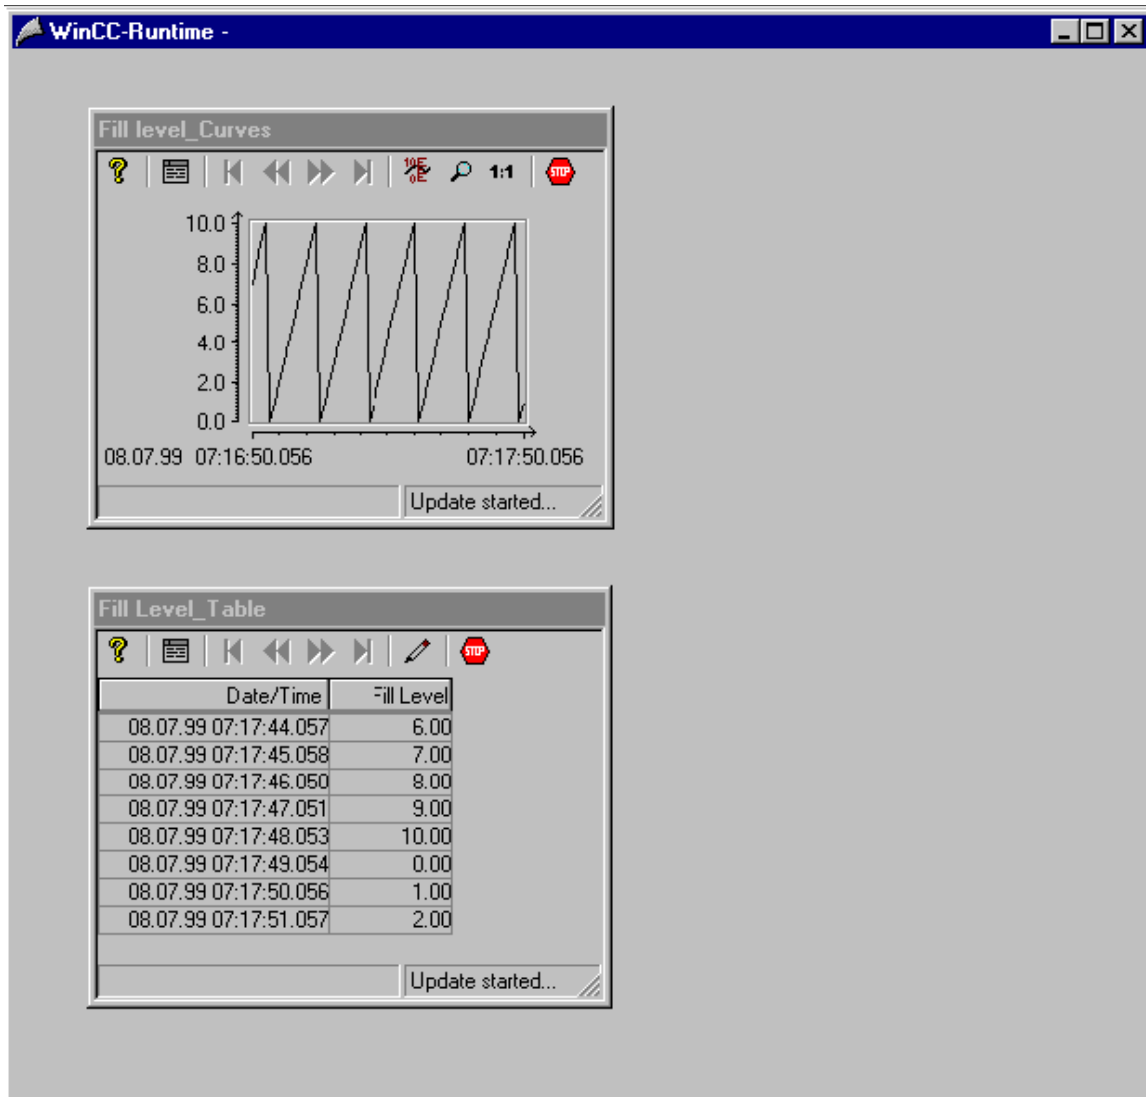 WinCC-Runtime -
Fill level_Curves
10 0 1:1 STOP
10.0
8.0
6.0
4.0
2.0
0.0
08.07.99 07:16:50.056 07:17:50.056
Update started...
Fill Level_Table
STOP
Date/Time Fill Level
08.07.99 07:17:44.057 6.00
08.07.99 07:17:45.058 7.00
08.07.99 07:17:46.050 8.00
08.07.99 07:17:47.051 9.00
08.07.99 07:17:48.053 10.00
08.07.99 07:17:49.054 0.00
08.07.99 07:17:50.056 1.00
08.07.99 07:17:51.057 2.00
Update started...